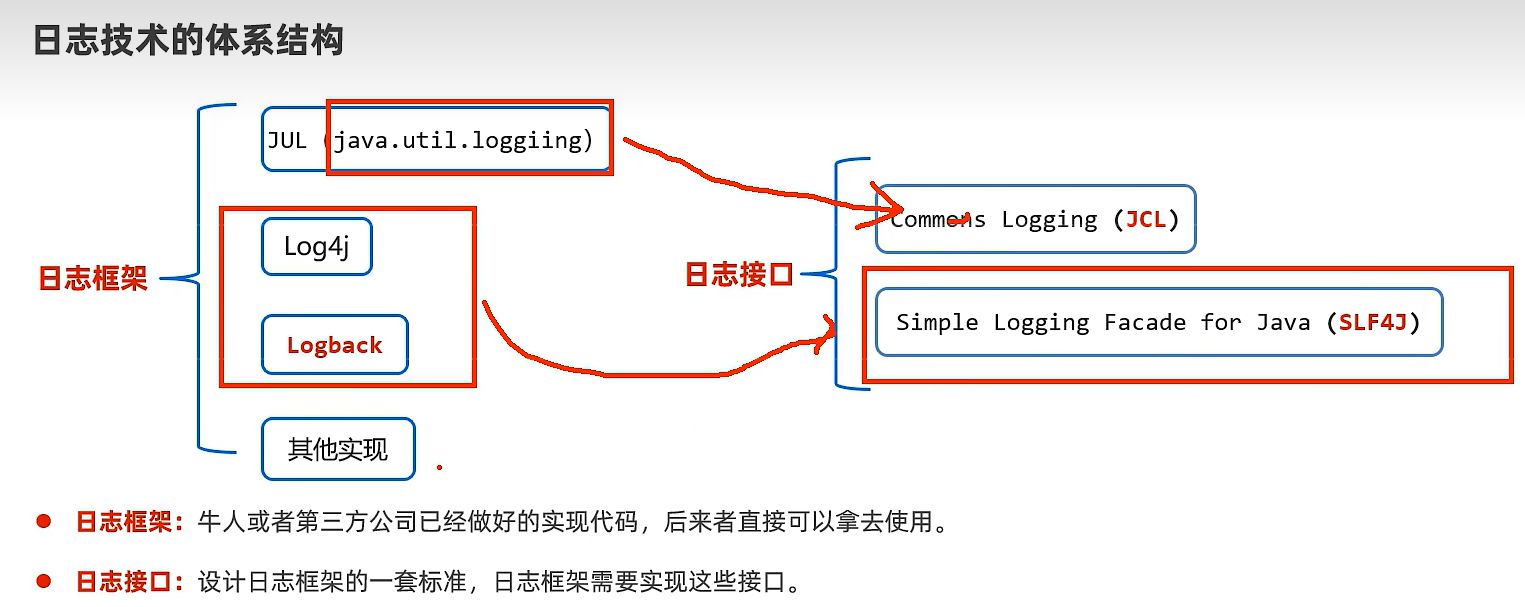 日志技术的体系结构
JUL (java.util.loggiing)
Log4j
日志框架
Logback
其他实现
日志接口
Commons Logging (JCL)
Simple Logging Facade for Java (SLF4J)
日志框架：牛人或者第三方公司已经做好的实现代码，后来者直接可以拿去使用。
日志接口：设计日志框架的一套标准，日志框架需要实现这些接口。